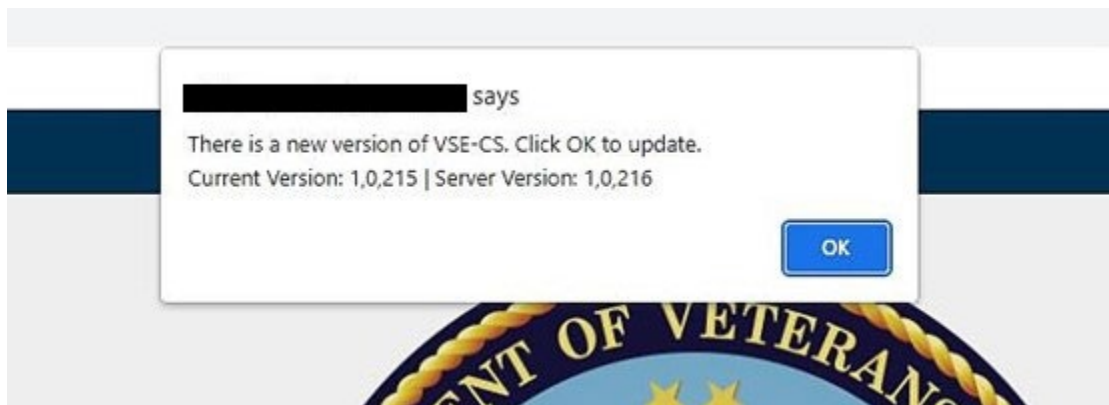 says
There is a new version of VSE-CS. Click OK to update.
Current Version: 1,0,215 | Server Version: 1,0,216
OK
OF VETERANS